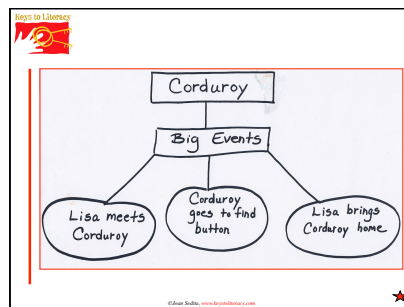 Keys to Literacy
Corduroy
Big Events
Lisa meets
Corduroy
Corduroy
goes to find
button
Lisa brings
Corduroy home
©Joan Sedita, www.keystoliteracy.com